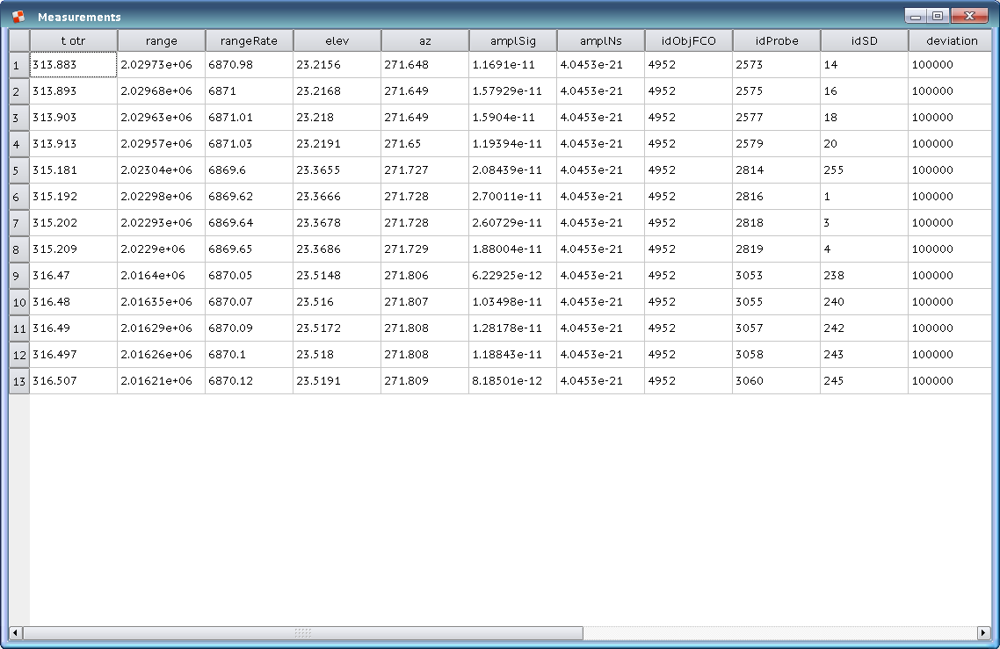 Measurements
t otr range rangeRate elev az amplSig amplNs idObjFCO idProbe idSD deviation
1 313.883 2.02973e+06 6870.98 23.2156 271.648 1.1691e-11 4.0453e-21 4952 2573 14 100000
2 313.893 2.02968e+06 6871 23.2168 271.649 1.57929e-11 4.0453e-21 4952 2575 16 100000
3 313.903 2.02963e+06 6871.01 23.218 271.649 1.5904e-11 4.0453e-21 4952 2577 18 100000
4 313.913 2.02957e+06 6871.03 23.2191 271.65 1.19394e-11 4.0453e-21 4952 2579 20 100000
5 315.181 2.02304e+06 6869.6 23.3655 271.727 2.08439e-11 4.0453e-21 4952 2814 255 100000
6 315.192 2.02298e+06 6869.62 23.3666 271.728 2.70011e-11 4.0453e-21 4952 2816 1 100000
7 315.202 2.02293e+06 6869.64 23.3678 271.728 2.60729e-11 4.0453e-21 4952 2818 3 100000
8 315.209 2.0229e+06 6869.65 23.3686 271.729 1.88004e-11 4.0453e-21 4952 2819 4 100000
9 316.47 2.0164e+06 6870.05 23.5148 271.806 6.22925e-12 4.0453e-21 4952 3053 238 100000
10 316.48 2.01635e+06 6870.07 23.516 271.807 1.03498e-11 4.0453e-21 4952 3055 240 100000
11 316.49 2.01629e+06 6870.09 23.5172 271.808 1.28178e-11 4.0453e-21 4952 3057 242 100000
12 316.497 2.01626e+06 6870.1 23.518 271.808 1.18843e-11 4.0453e-21 4952 3058 243 100000
13 316.507 2.01621e+06 6870.12 23.5191 271.809 8.18501e-12 4.0453e-21 4952 3060 245 100000